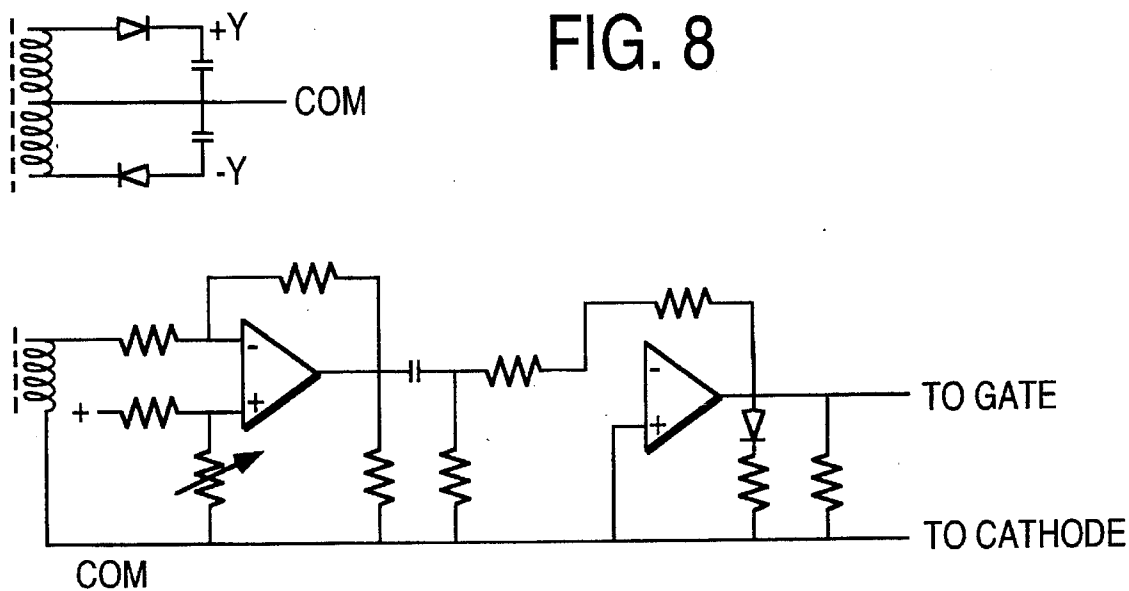 FIG. 8
+Y
COM
-Y
-
+
+
-
+
TO GATE
TO CATHODE
COM